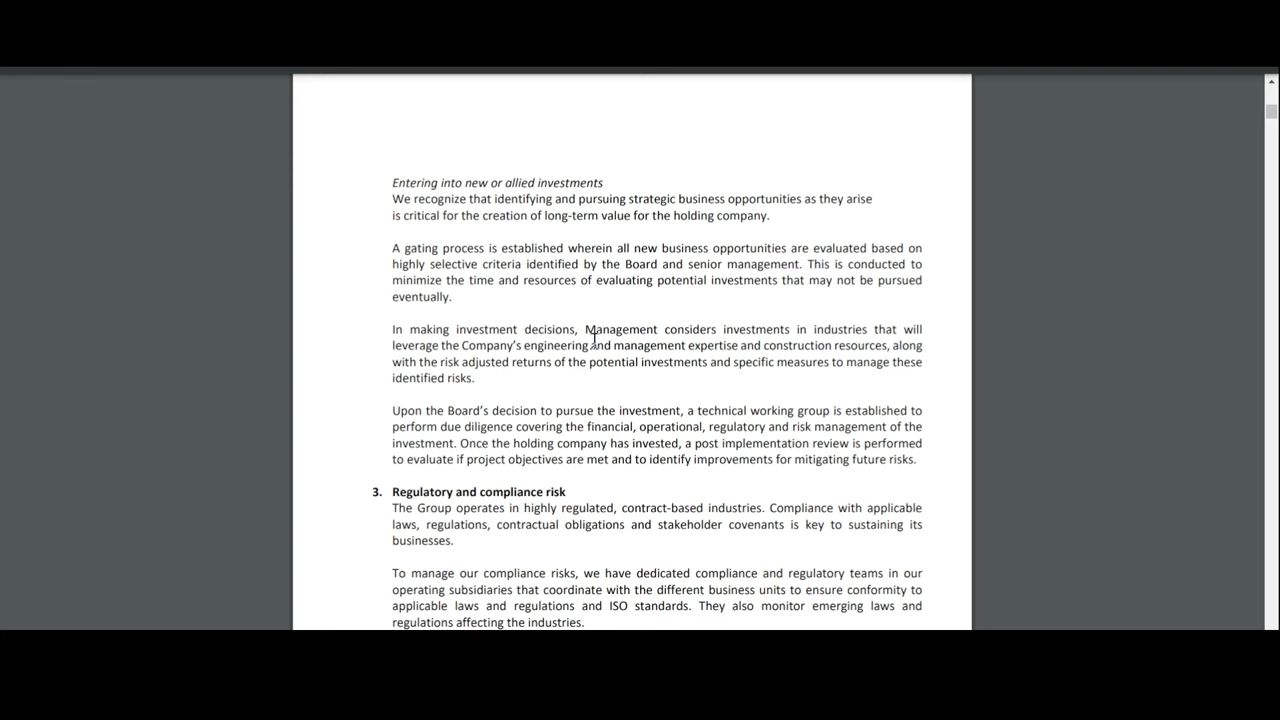 Entering into new or allied investments
We recognize that identifying and pursuing strategic business opportunities as they arise
is critical for the creation of long-term value for the holding company.
A gating process is established wherein all new business opportunities are evaluated based on
highly selective criteria identified by the Board and senior management. This is conducted to
minimize the time and resources of evaluating potential investments that may not be pursued
eventually.
In making investment decisions, Management considers investments in industries that will
leverage the Company's engineering and management expertise and construction resources, along
with the risk adjusted returns of the potential investments and specific measures to manage these
identified risks.
Upon the Board's decision to pursue the investment, a technical working group is established to
perform due diligence covering the financial, operational, regulatory and risk management of the
investment. Once the holding company has invested, a post implementation review is performed
to evaluate if project objectives are met and to identify improvements for mitigating future risks.
3. Regulatory and compliance risk
The Group operates in highly regulated, contract-based industries. Compliance with applicable
laws, regulations, contractual obligations and stakeholder covenants is key to sustaining its
businesses.
To manage our compliance risks, we have dedicated compliance and regulatory teams in our
operating subsidiaries that coordinate with the different business units to ensure conformity to
applicable laws and regulations and ISO standards. They also monitor emerging laws and
regulations affecting the industries.